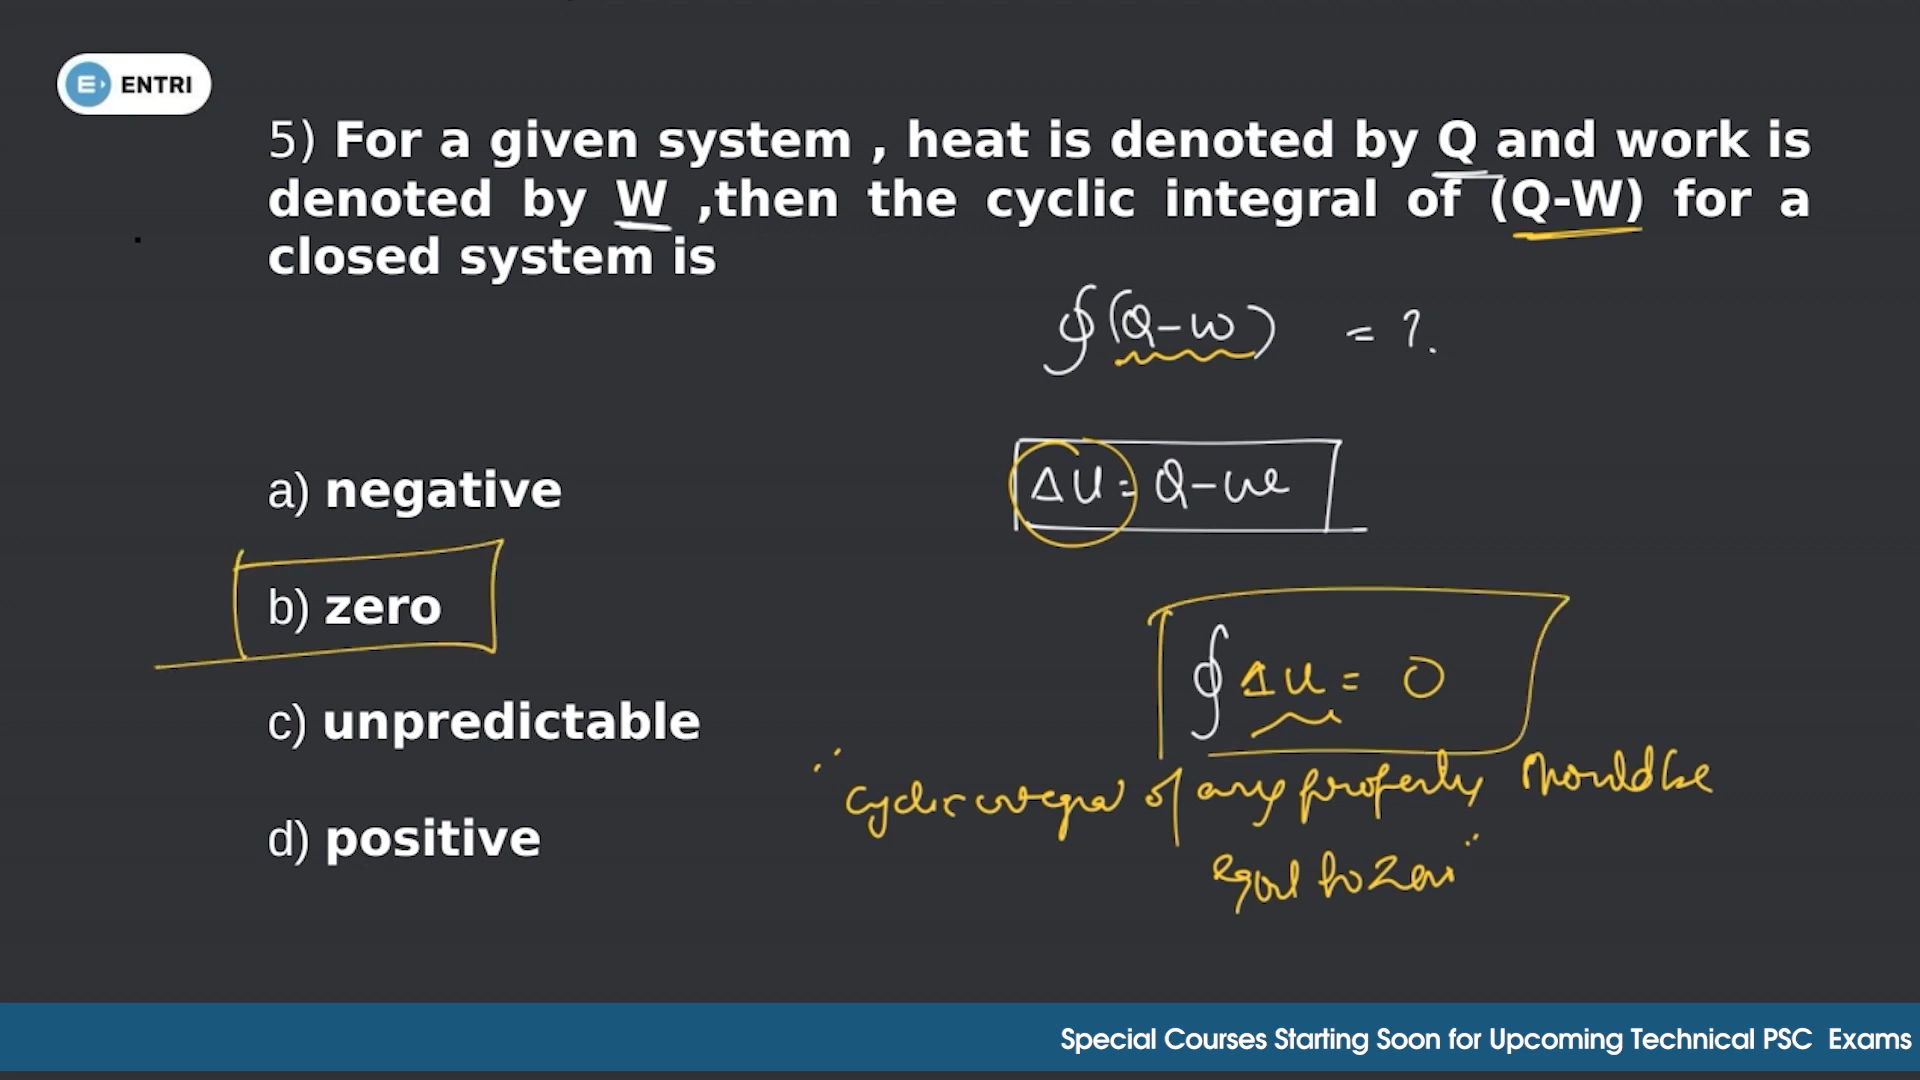 ENTRI
5) For a given system , heat is denoted by Q and work is
denoted by W ,then the cyclic integral of (Q-W) for a
closed system is
∮(Q-W) = ?
ΔU = Q-W
a) negative
b) zero
∮ΔU = 0
c) unpredictable
"cyclic integral of any property should be
d) positive
equal to zero"
Special Courses Starting Soon for Upcoming Technical PSC Exams